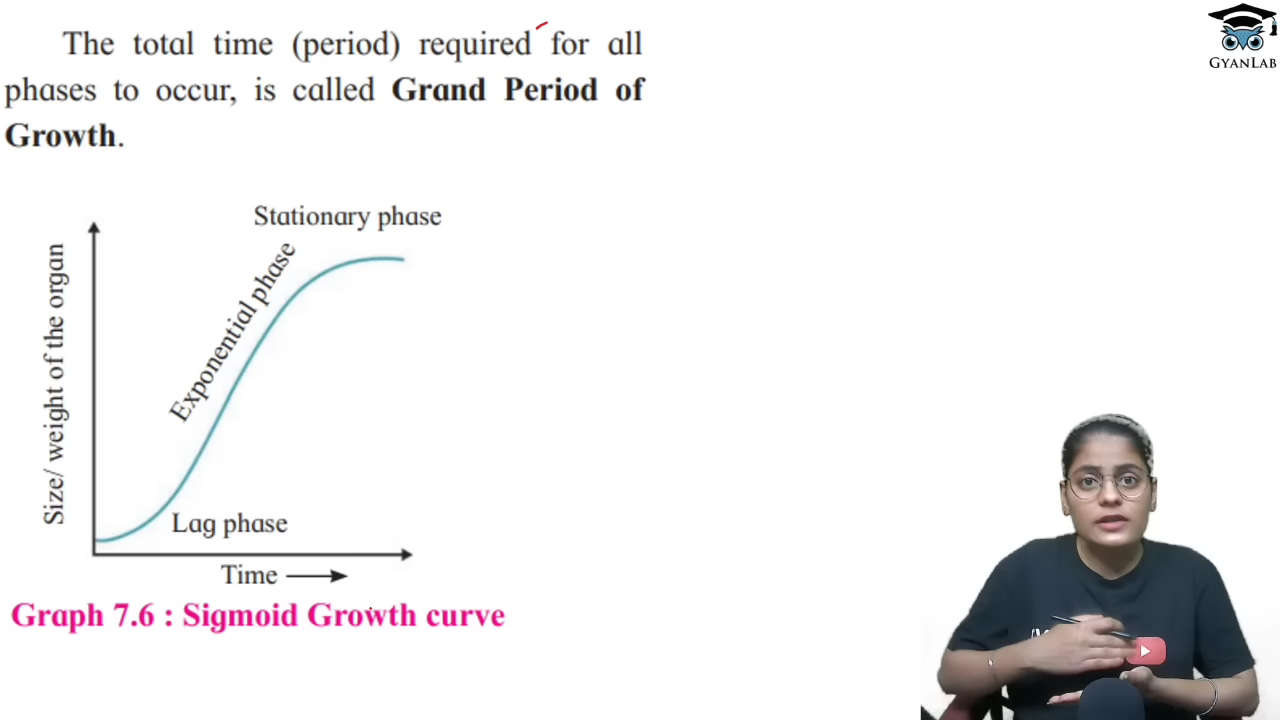 The total time (period) required for all
phases to occur, is called Grand Period of
Growth.
GYANLAB
Stationary phase
Exponential phase
Size/ weight of the organ
Lag phase
Time
Graph 7.6 : Sigmoid Growth curve